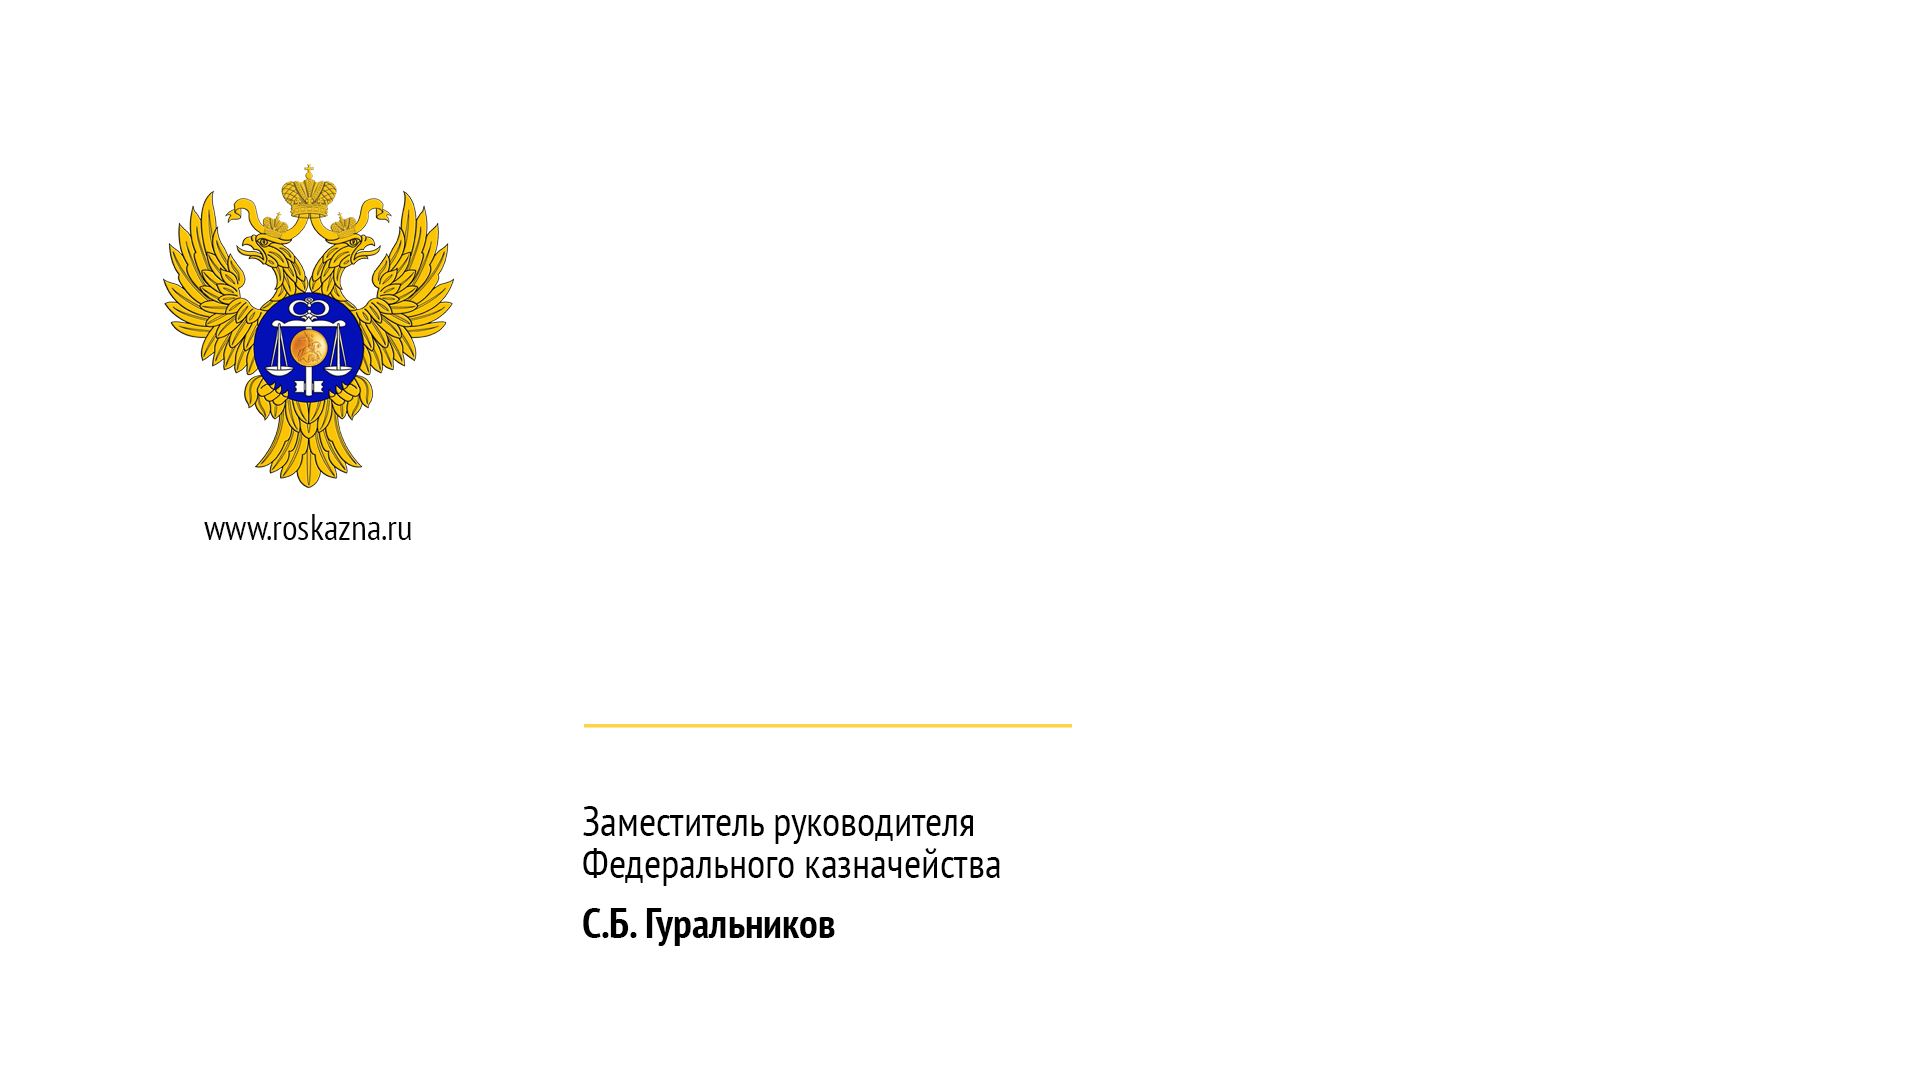 www.roskazna.ru
Заместитель руководителя
Федерального казначейства
С.Б. Гуральников